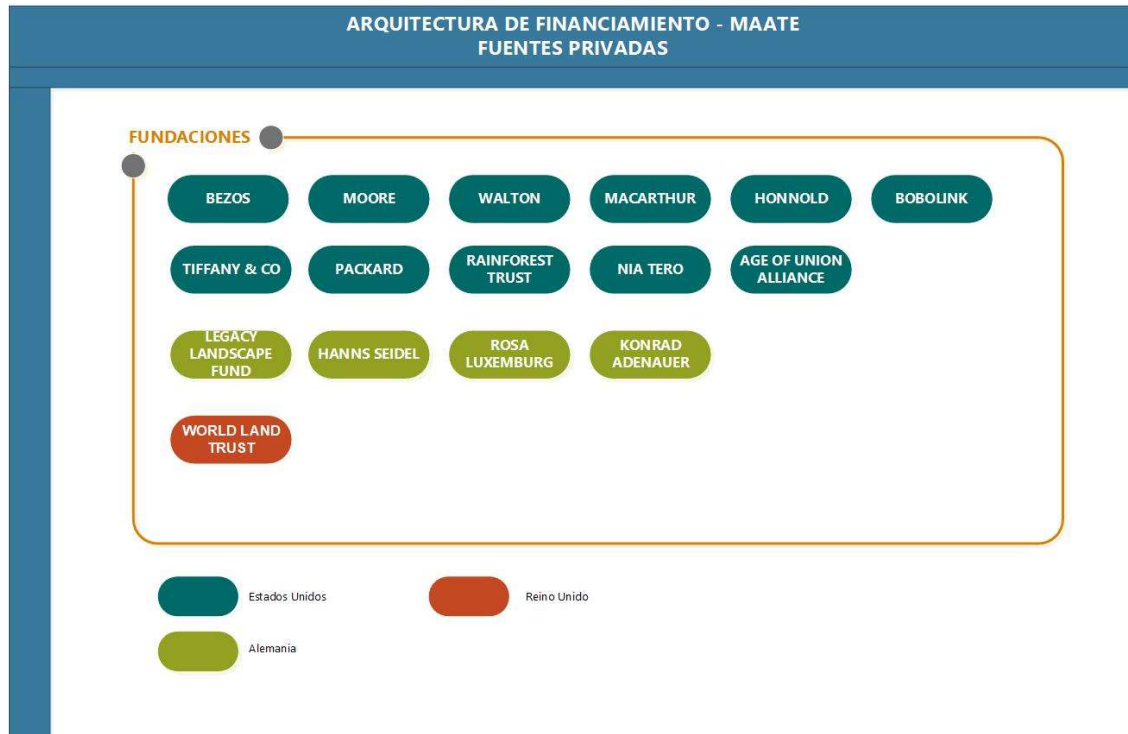 ARQUITECTURA DE FINANCIAMIENTO - MAATE
FUENTES PRIVADAS
FUNDACIONES
BEZOS
MOORE
WALTON
MACARTHUR
HONNOLD
BOBOLINK
TIFFANY & CO
PACKARD
RAINFOREST
TRUST
NIA TERO
AGE OF UNION
ALLIANCE
LEGACY
LANDSCAPE
FUND
HANNS SEIDEL
ROSA
LUXEMBURG
KONRAD
ADENAUER
WORLD LAND
TRUST
Estados Unidos
Reino Unido
Alemania